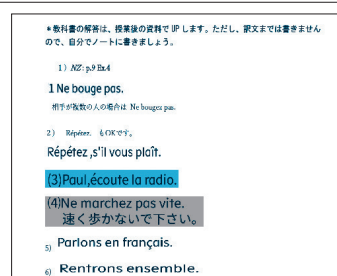 ＊教科書の解答は、授業後の資料で UP します。ただし、訳文までは書きません
ので、自分でノートに書きましょう。
1） NZ: p.9 Ex.4
1 Ne bouge pas.
相手が複数の人の場合は Ne bougez pas.
2） Répétez. もOKです。
Répétez ,s'il vous plaît.
(3)Paul,écoute la radio.
(4)Ne marchez pas vite.
速く歩かないで下さい。
5) Parlons en français.
6) Rentrons ensemble.